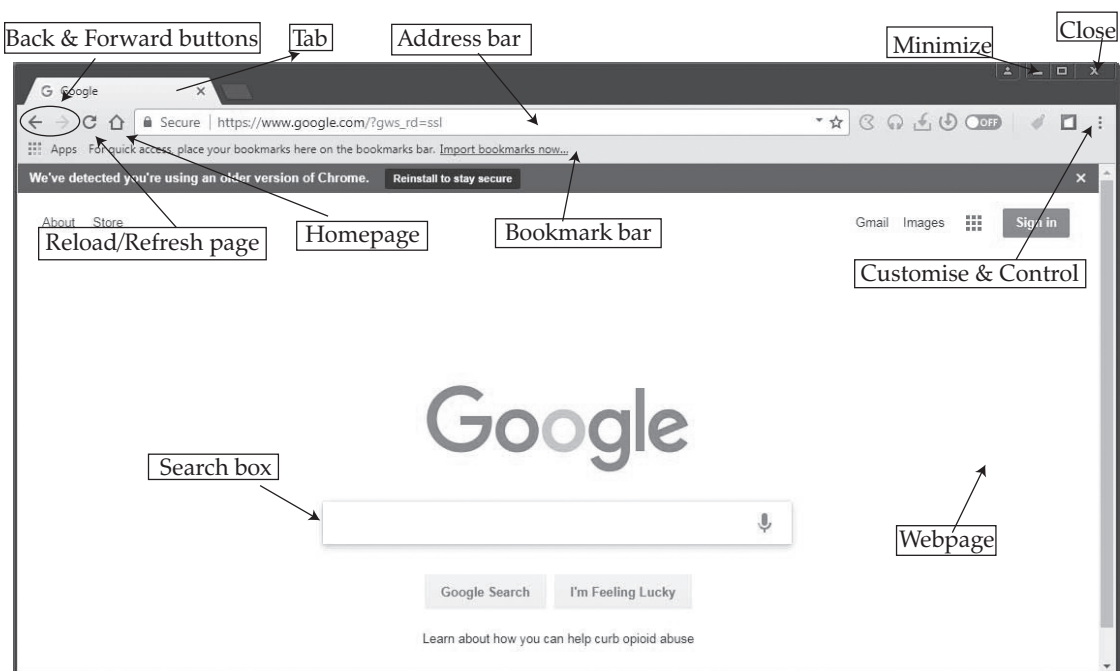 Back & Forward buttons
Tab
Address bar
Minimize
Close
G Google
Secure | https://www.google.com/?gws_rd=ssl
OFF
Apps For quick access, place your bookmarks here on the bookmarks bar. Import bookmarks now...
We've detected you're using an older version of Chrome. Reinstall to stay secure
About Store
Gmail Images Sign in
Reload/Refresh page
Homepage
Bookmark bar
Customise & Control
Google
Search box
Webpage
Google Search I'm Feeling Lucky
Learn about how you can help curb opioid abuse